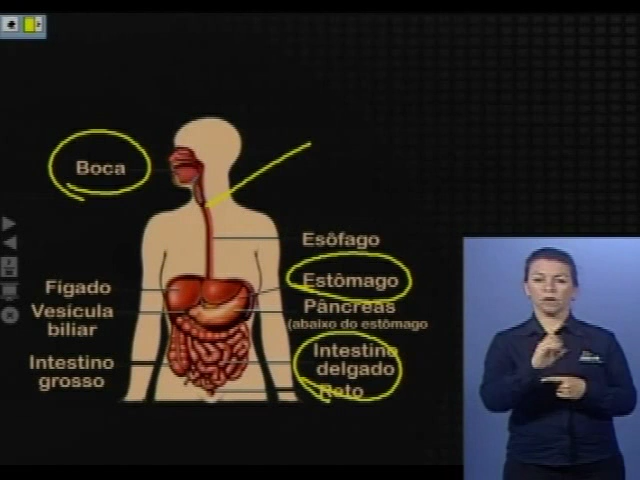 Boca
Esôfago
Estômago
Fígado
Pâncreas
(abaixo do estômago
Vesícula
biliar
Intestino
delgado
Intestino
grosso
Reto